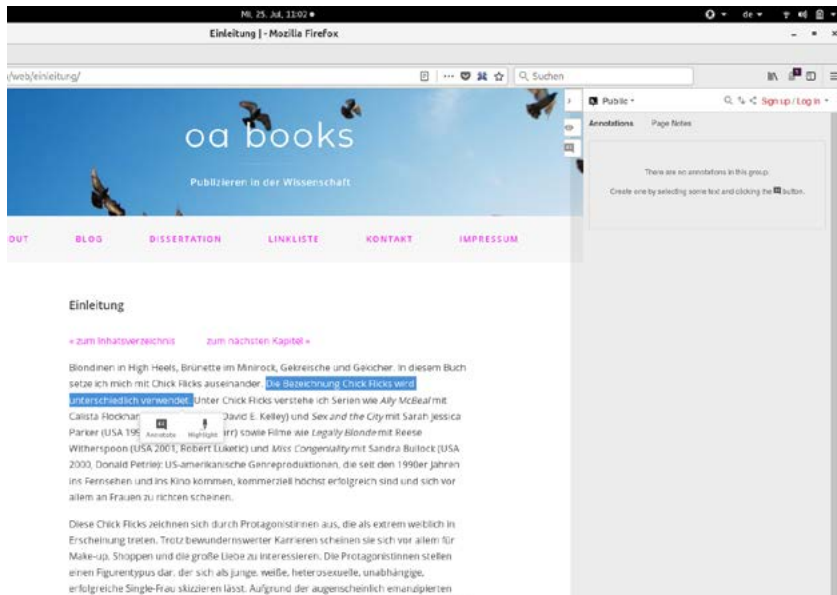 Mi, 25. Jul, 11:02
de
Einleitung | - Mozilla Firefox
/web/einleitung/
Suchen
oa books
Publizieren in der Wissenschaft
OUT BLOG DISSERTATION LINKLISTE KONTAKT IMPRESSUM
Einleitung
« zum Inhaltsverzeichnis zum nächsten Kapitel »
Blondinen in High Heels, Brünette im Minirock, Gekreische und Gekicher. In diesem Buch
setze ich mich mit Chick Flicks auseinander. Die Bezeichnung Chick Flicks wird
unterschiedlich verwendet. Unter Chick Flicks verstehe ich Serien wie Ally McBeal mit
Calista Flockhar David E. Kelley) und Sex and the City mit Sarah Jessica
Parker (USA 199 rr) sowie Filme wie Legally Blonde mit Reese
Annotate Highlight
Witherspoon (USA 2001, Robert Luketic) und Miss Congeniality mit Sandra Bullock (USA
2000, Donald Petrie): US-amerikanische Genreproduktionen, die seit den 1990er Jahren
ins Fernsehen und ins Kino kommen, kommerziell höchst erfolgreich sind und sich vor
allem an Frauen zu richten scheinen.
Diese Chick Flicks zeichnen sich durch Protagonistinnen aus, die als extrem weiblich in
Erscheinung treten. Trotz bewundernswerter Karrieren scheinen sie sich vor allem für
Make-up, Shoppen und die große Liebe zu interessieren. Die Protagonistinnen stellen
einen Figurentypus dar, der sich als junge, weiße, heterosexuelle, unabhängige,
erfolgreiche Single-Frau skizzieren lässt. Aufgrund der augenscheinlich emanzipierten
Public
Sign up / Log in
Annotations Page Notes
There are no annotations in this group.
Create one by selecting some text and clicking the button.